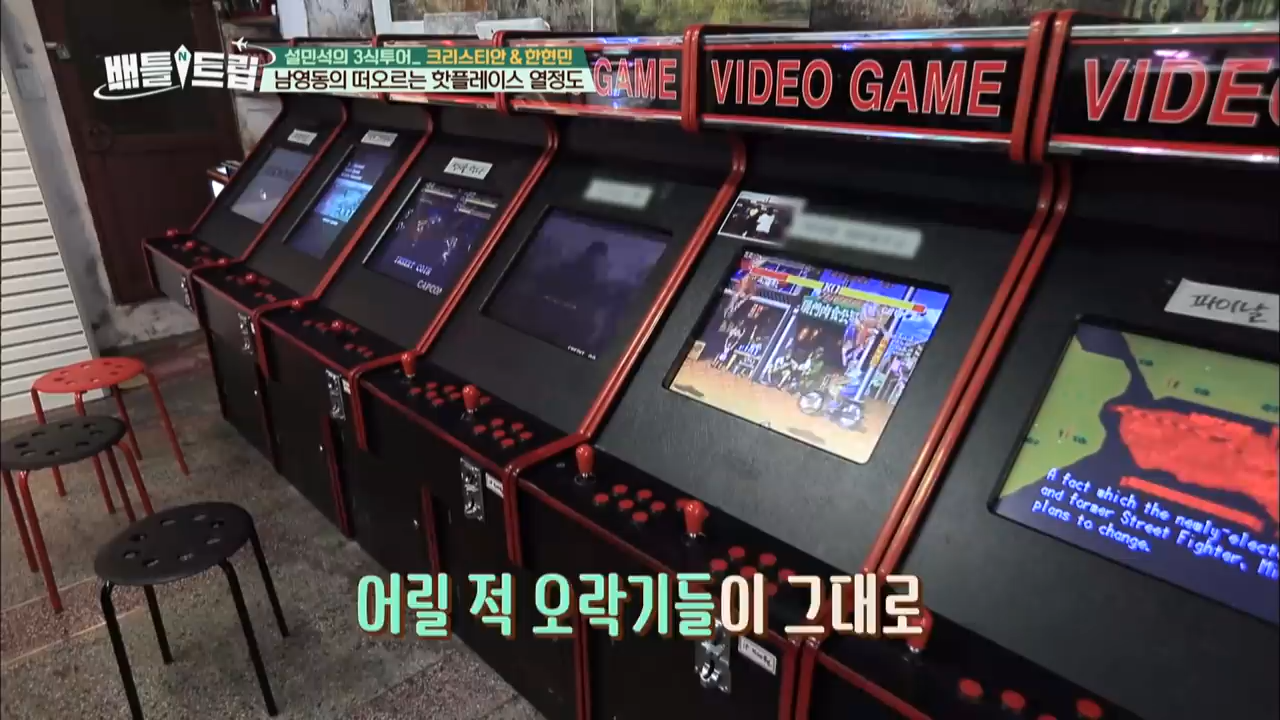 배틀트립
설민석의 3식투어_ 크리스티안 & 한현민
남영동의 떠오르는 핫플레이스 열정도
GAME
VIDEO GAME
VIDE
파이날
INSERT COIN
CAPCO
A fact which the newly elect
and former Street Fighter, M
plans to change.
어릴 적 오락기들이 그대로